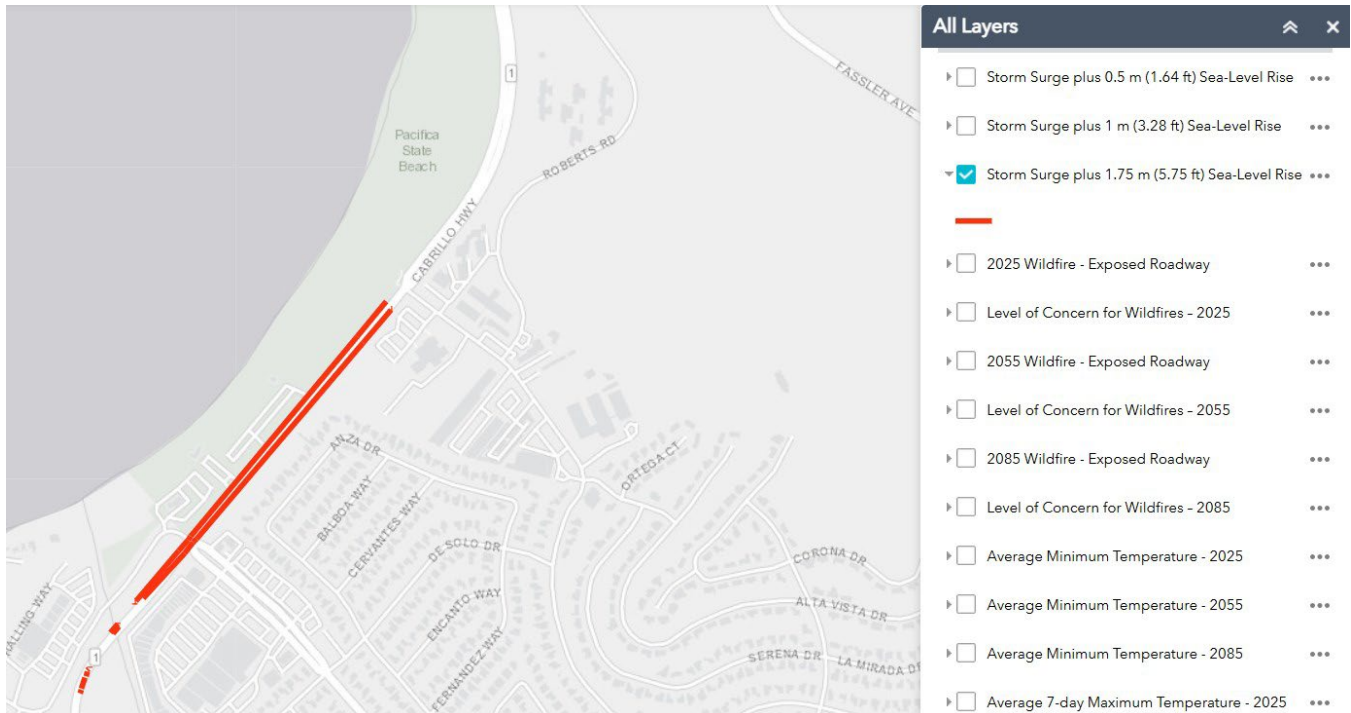 All Layers
Storm Surge plus 0.5 m (1.64 ft) Sea-Level Rise
Storm Surge plus 1 m (3.28 ft) Sea-Level Rise
Storm Surge plus 1.75 m (5.75 ft) Sea-Level Rise
2025 Wildfire - Exposed Roadway
Level of Concern for Wildfires - 2025
2055 Wildfire - Exposed Roadway
Level of Concern for Wildfires - 2055
2085 Wildfire - Exposed Roadway
Level of Concern for Wildfires - 2085
Average Minimum Temperature - 2025
Average Minimum Temperature - 2055
Average Minimum Temperature - 2085
Average 7-day Maximum Temperature - 2025
1
FASSLER AVE
Pacifica
State
Beach
ROBERTS RD
CABRILLO HWY
ANZA DR
ORTEGA CT
BALBOA WAY
CERVANTES WAY
DE SOLO DR
CORONA DR
ENCANTO WAY
ALTA VISTA DR
FERNANDEZ WAY
SERENA DR
LA MIRADA D
ALLING WAY
1